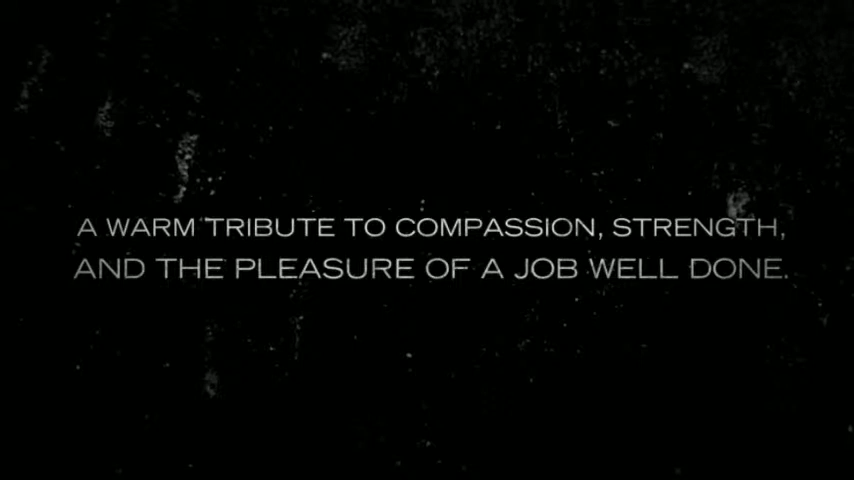 A WARM TRIBUTE TO COMPASSION, STRENGTH,
AND THE PLEASURE OF A JOB WELL DONE.